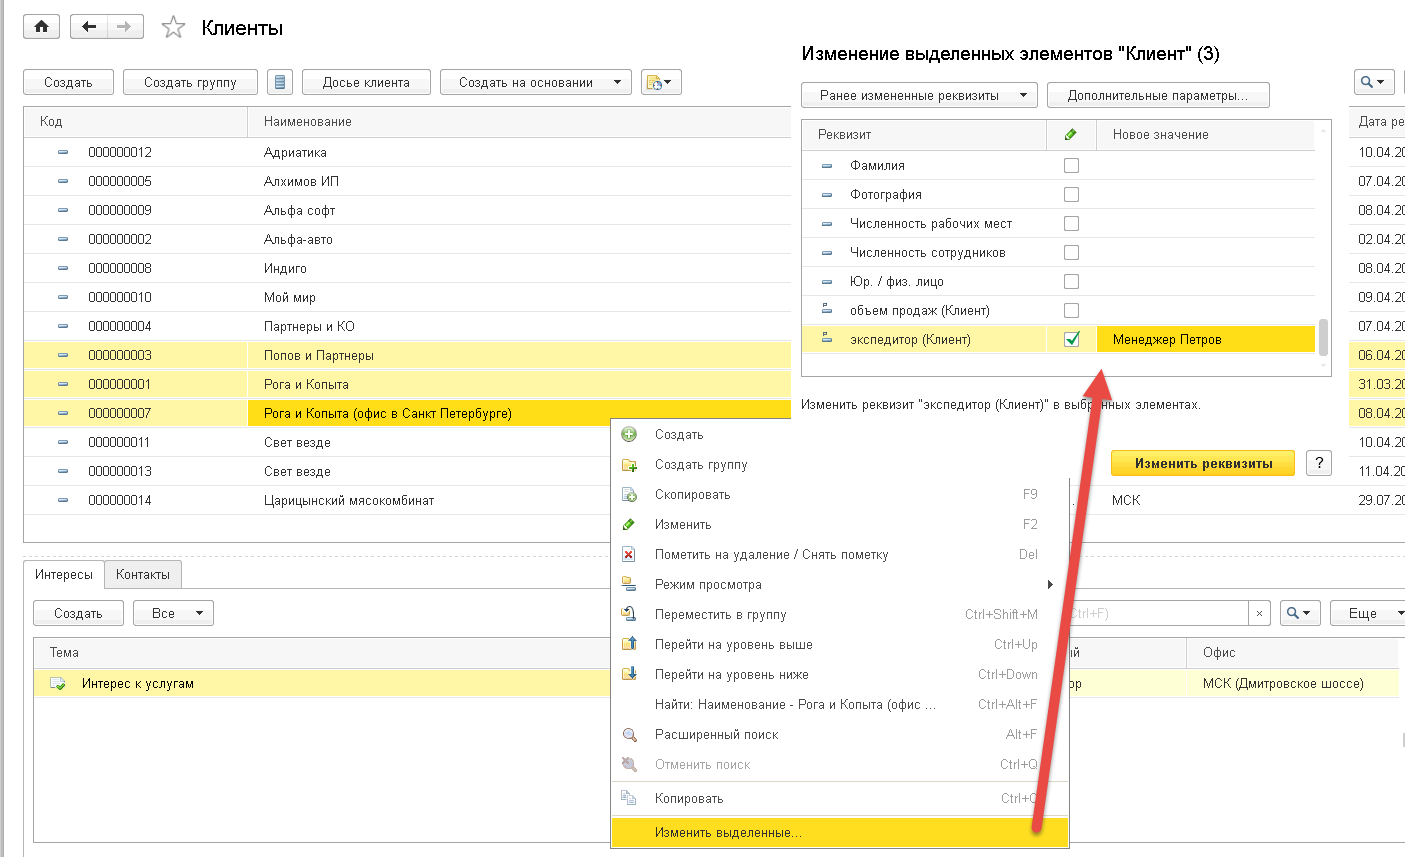 Клиенты
Изменение выделенных элементов "Клиент" (3)
Создать
Создать группу
Досье клиента
Создать на основании
Ранее измененные реквизиты
Дополнительные параметры...
Код
Наименование
000000012 Адриатика
000000005 Алхимов ИП
000000009 Альфа софт
000000002 Альфа-авто
000000008 Индиго
000000010 Мой мир
000000004 Партнеры и КО
000000003 Попов и Партнеры
000000001 Рога и Копыта
000000007 Рога и Копыта (офис в Санкт Петербурге)
000000011 Свет везде
000000013 Свет везде
000000014 Царицынский мясокомбинат
Реквизит
Новое значение
Фамилия
Фотография
Численность рабочих мест
Численность сотрудников
Юр. / физ. лицо
объем продаж (Клиент)
экспедитор (Клиент) Менеджер Петров
Изменить реквизит "экспедитор (Клиент)" в выбранных элементах.
Изменить реквизиты
?
МСК
Дата ре
10.04.20
07.04.20
08.04.20
02.04.20
08.04.20
09.04.20
07.04.20
06.04.20
31.03.20
08.04.20
10.04.20
11.04.20
29.07.20
Создать
Создать группу
Скопировать F9
Изменить F2
Пометить на удаление / Снять пометку Del
Режим просмотра
Переместить в группу Ctrl+Shift+M
Перейти на уровень выше Ctrl+Up
Перейти на уровень ниже Ctrl+Down
Найти: Наименование - Рога и Копыта (офис ... Ctrl+Alt+F
Расширенный поиск Alt+F
Отменить поиск Ctrl+Q
Копировать Ctrl+C
Изменить выделенные...
Интересы
Контакты
Создать
Все
Ctrl+F)
×
Еще
Тема
ый
Офис
Интерес к услугам
ор
МСК (Дмитровское шоссе)